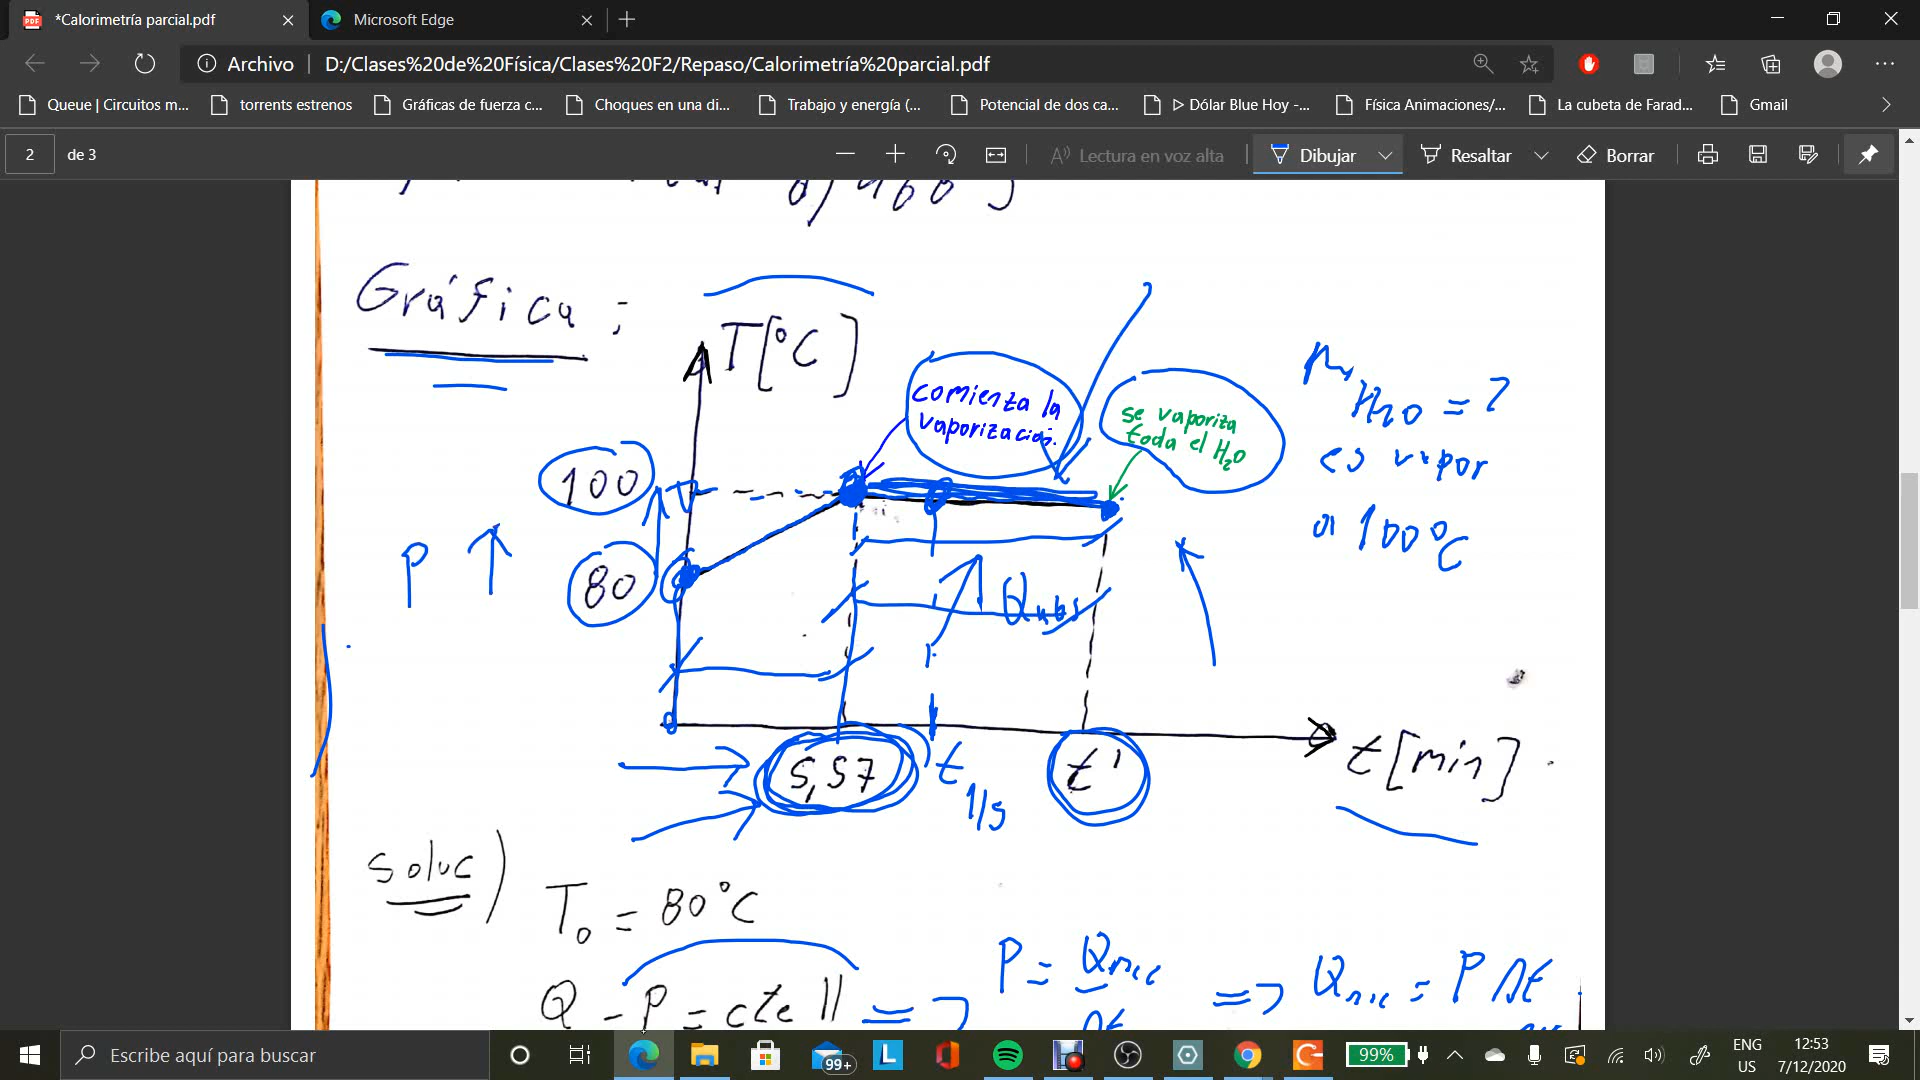 *Calorimetría parcial.pdf
Microsoft Edge
Archivo
D:/Clases%20de%20Física/Clases%20F2/Repaso/Calorimetría%20parcial.pdf
Queue | Circuitos m...
torrents estrenos
Gráficas de fuerza c...
Choques en una di...
Trabajo y energía (...
Potencial de dos ca...
▷ Dólar Blue Hoy -...
Física Animaciones/...
La cubeta de Farad...
Gmail
2
de 3
Lectura en voz alta
Dibujar
Resaltar
Borrar
Gráfica:
T[°C]
comienza la
vaporización.
se vaporiza
toda el H₂O
H₂O = ?
es vapor
a 100°C
100
80
P ↑
Qabs
5,57
t 1/5
t'
t[min]
Soluc)
T₀ = 80°C
Q - P = cte || =>
P = Q
=> Q = P Δt
Escribe aquí para buscar
99+
99%
ENG
US
12:53
7/12/2020